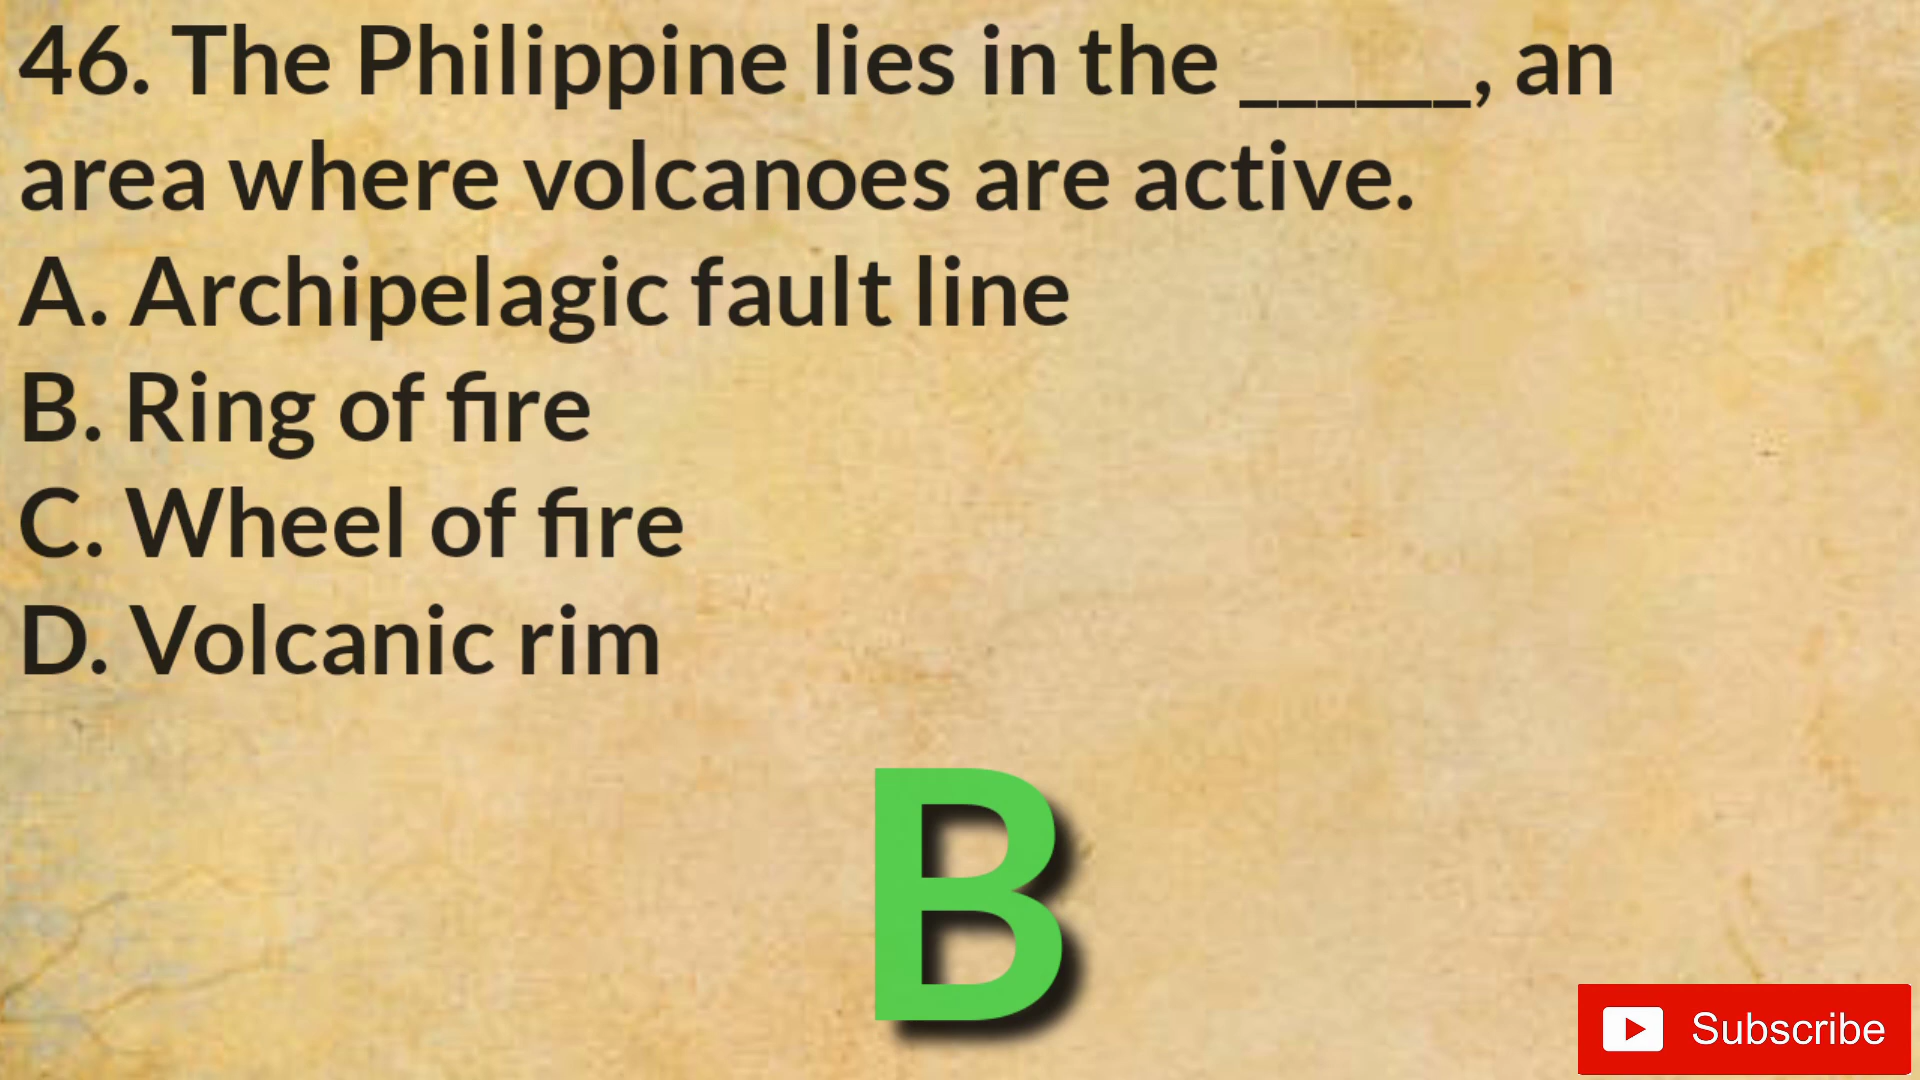 46. The Philippine lies in the ______, an
area where volcanoes are active.
A. Archipelagic fault line
B. Ring of fire
C. Wheel of fire
D. Volcanic rim
B
Subscribe